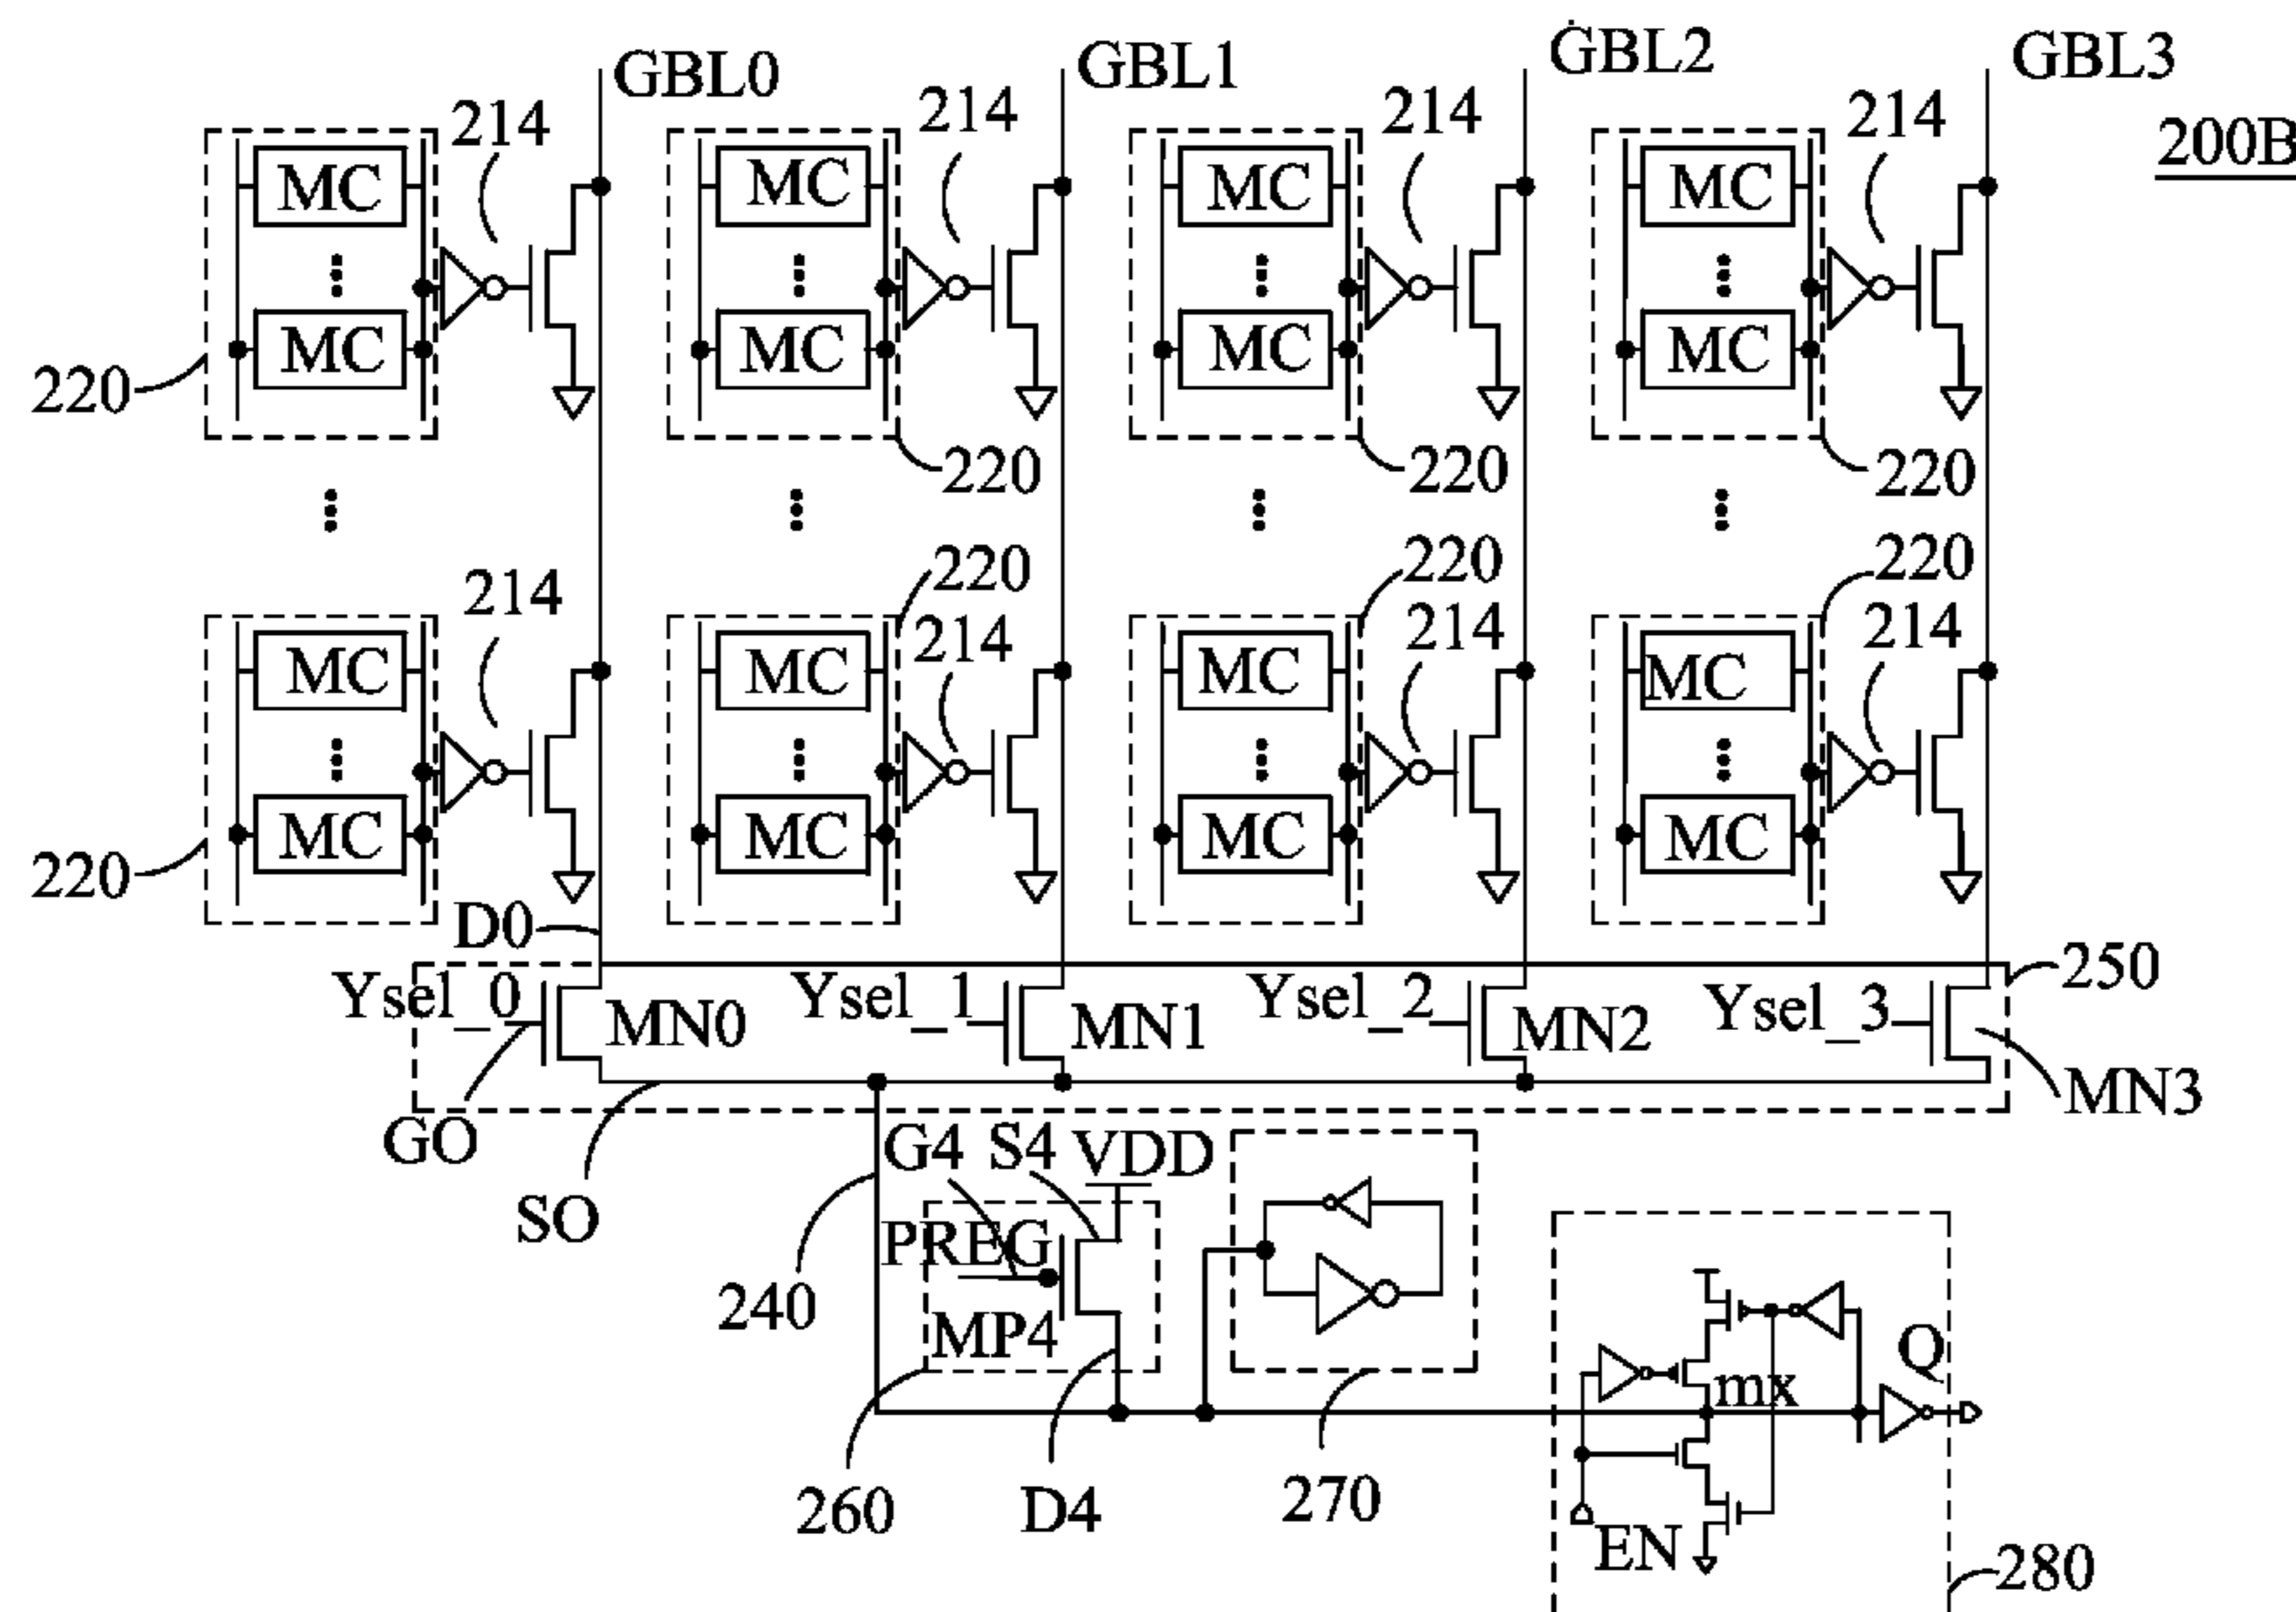 GBL0 GBL1 GBL2 GBL3
214 214 214 214
200B
MC MC MC MC
MC MC MC MC
220
220 220 220
220 220 220
214 214 214 214
MC MC MC MC
MC MC MC MC
220
D0
250
Ysel_0 Ysel_1 Ysel_2 Ysel_3
MN0 MN1 MN2
MN3
GO G4 S4 VDD
SO
PREG
240 MP4
Q
mx
260 D4 270
EN
280